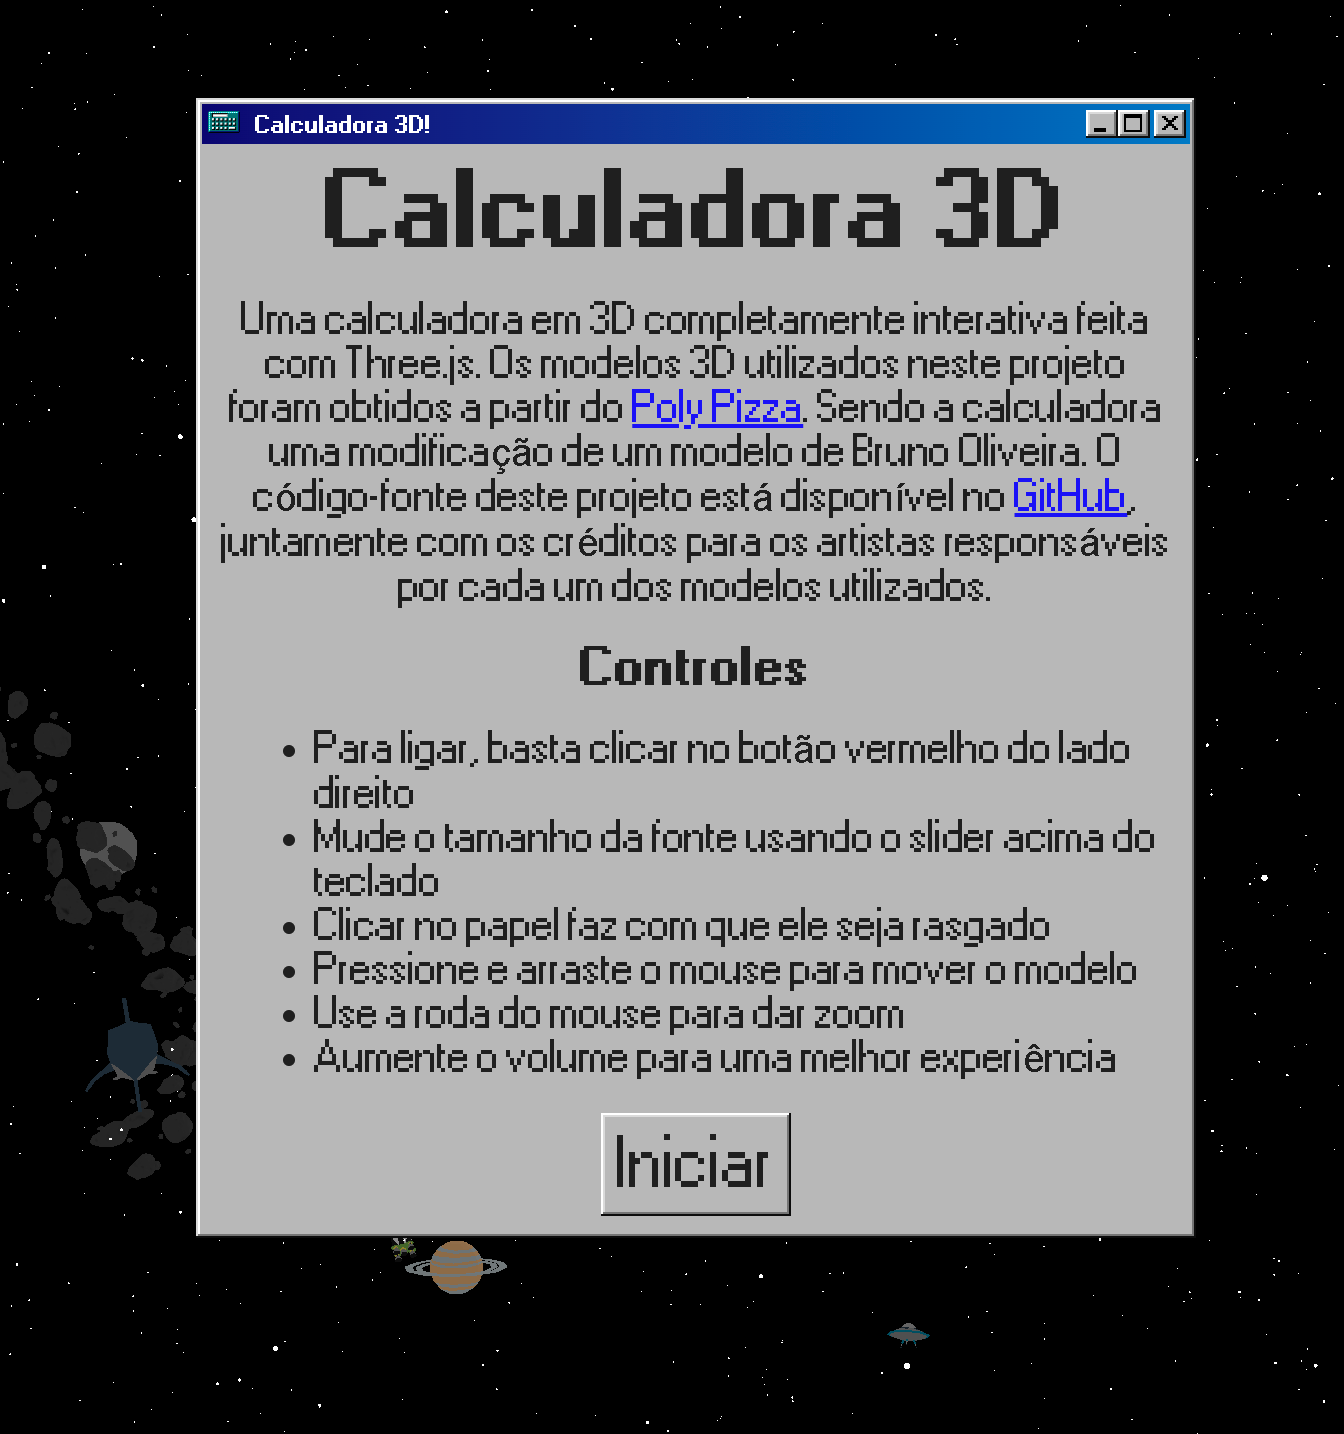 Calculadora 3D!
Calculadora 3D
Uma calculadora em 3D completamente interativa feita
com Three.js. Os modelos 3D utilizados neste projeto
foram obtidos a partir do Poly Pizza. Sendo a calculadora
uma modificação de um modelo de Bruno Oliveira. O
código-fonte deste projeto está disponível no GitHub,
juntamente com os créditos para os artistas responsáveis
por cada um dos modelos utilizados.
Controles
• Para ligar, basta clicar no botão vermelho do lado
direito
• Mude o tamanho da fonte usando o slider acima do
teclado
• Clicar no papel faz com que ele seja rasgado
• Pressione e arraste o mouse para mover o modelo
• Use a roda do mouse para dar zoom
• Aumente o volume para uma melhor experiência
Iniciar